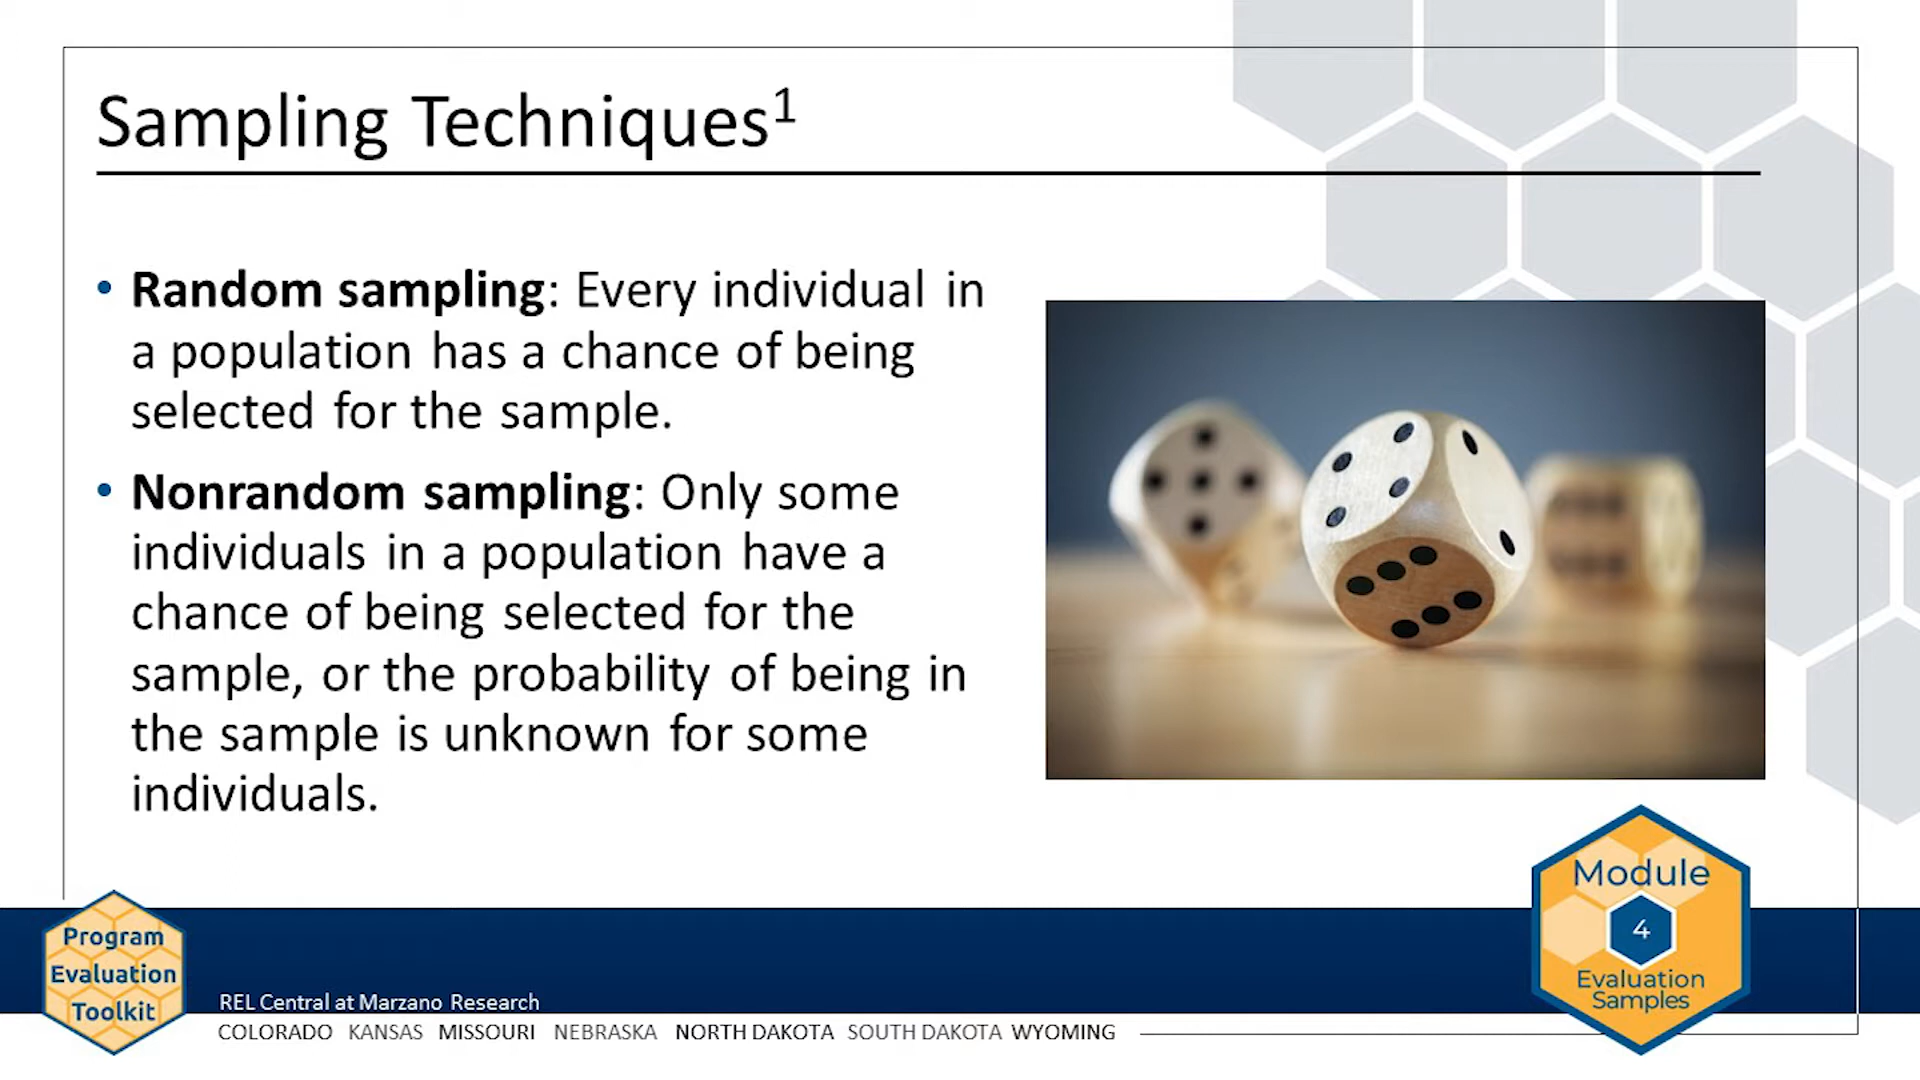 Sampling Techniques¹
• Random sampling: Every individual in
a population has a chance of being
selected for the sample.
• Nonrandom sampling: Only some
individuals in a population have a
chance of being selected for the
sample, or the probability of being in
the sample is unknown for some
individuals.
Module
4
Evaluation
Samples
Program
Evaluation
Toolkit
REL Central at Marzano Research
COLORADO KANSAS MISSOURI NEBRASKA NORTH DAKOTA SOUTH DAKOTA WYOMING